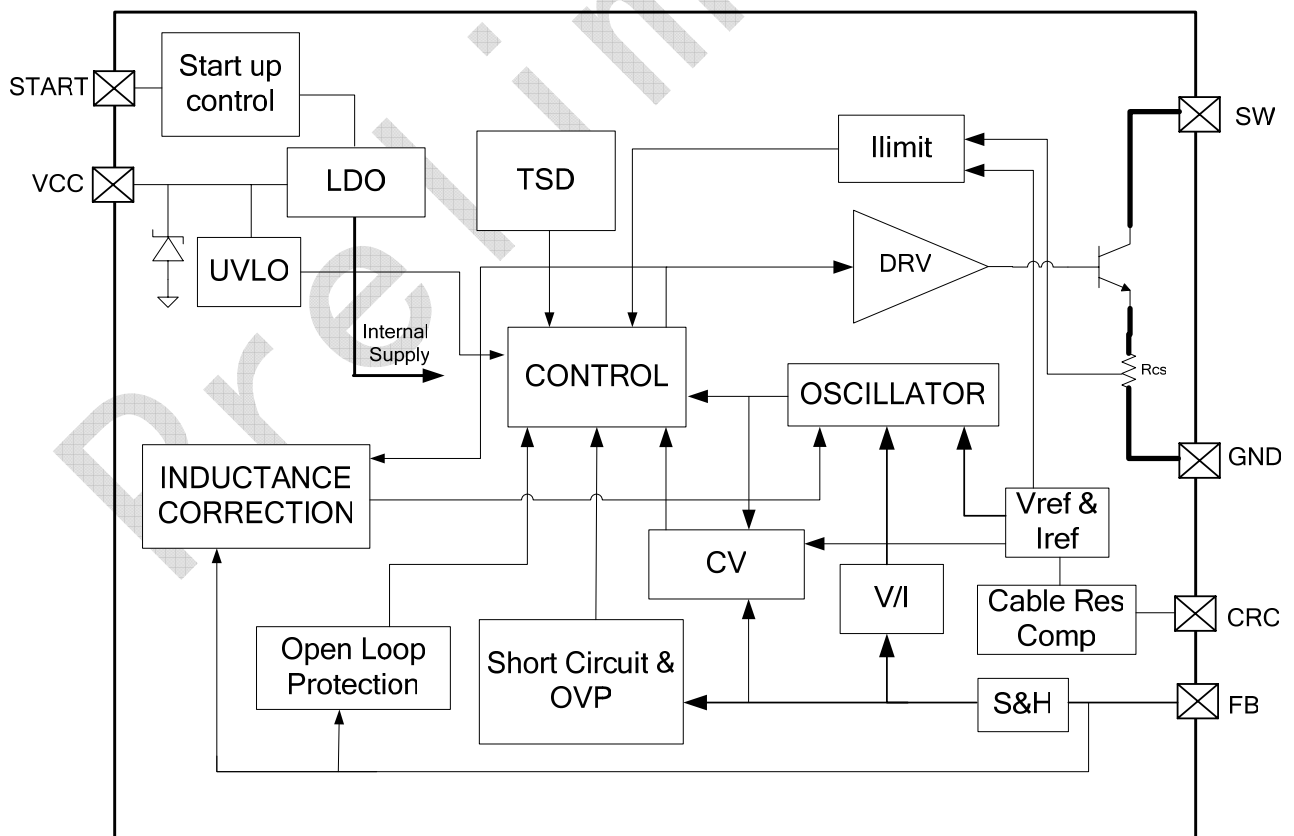 START
Start up
control
VCC
LDO
TSD
Ilimit
SW
UVLO
DRV
Internal
Supply
CONTROL
OSCILLATOR
Rcs
GND
INDUCTANCE
CORRECTION
Vref &
Iref
CV
V/I
Cable Res
Comp
CRC
Open Loop
Protection
Short Circuit &
OVP
S&H
FB
Prelim